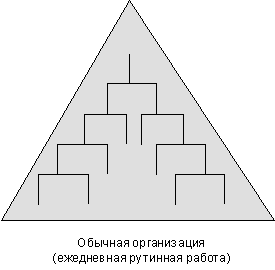 Обычная организация
(ежедневная рутинная работа)